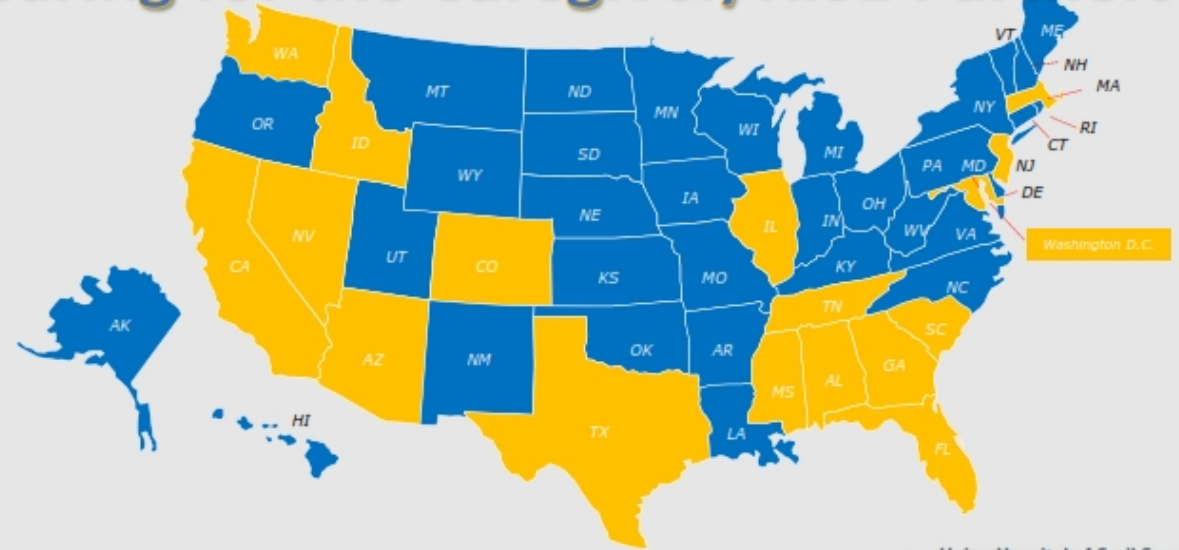 WA
MT
ND
MN
OR
ID
WY
SD
WI
MI
NY
VT
ME
NH
MA
RI
CT
PA
MD
NJ
DE
Washington D.C.
CA
NV
UT
CO
NE
IA
KS
MO
IL
IN
OH
WV
VA
KY
NC
TN
SC
AZ
NM
OK
AR
TX
LA
MS
AL
GA
FL
AK
HI